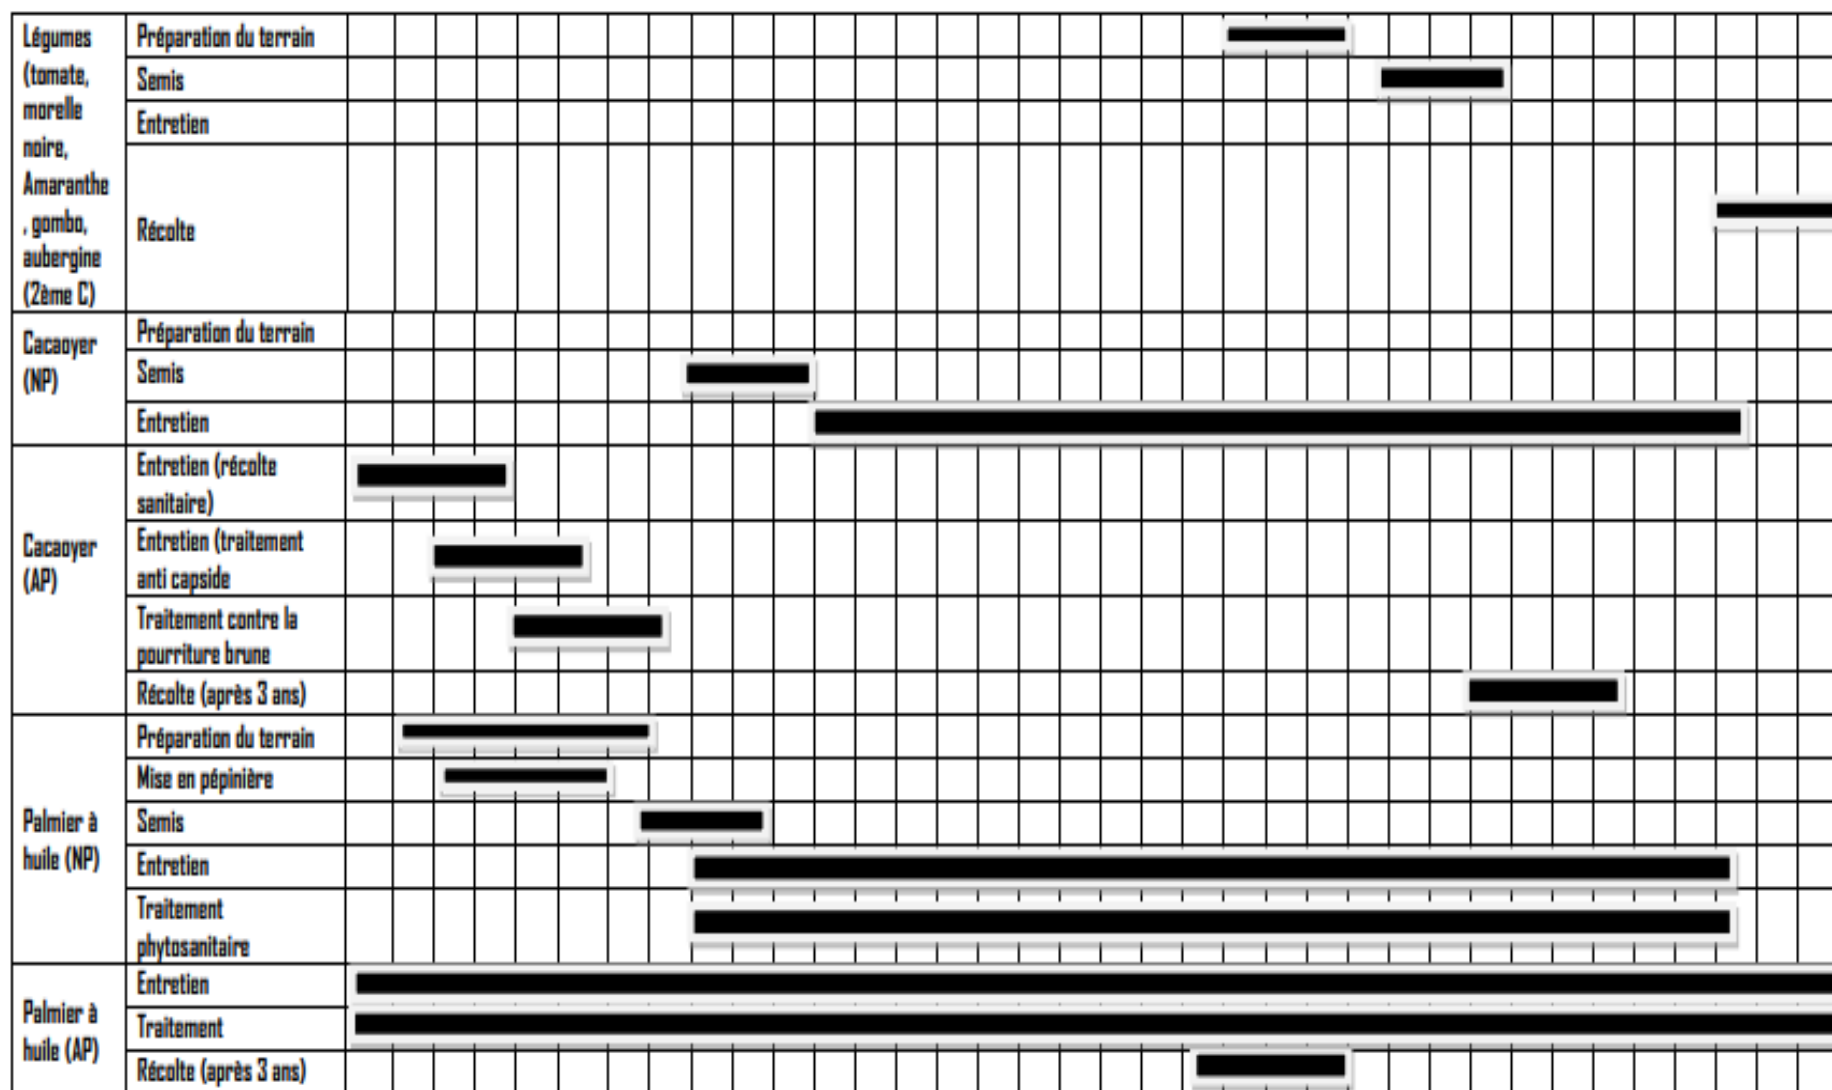 Légumes
(tomate,
morelle
noire,
Amaranthe
, gombo,
aubergine
(2ème C)
Préparation du terrain
Semis
Entretien
Récolte
Cacaoyer
(NP)
Préparation du terrain
Semis
Entretien
Cacaoyer
(AP)
Entretien (récolte
sanitaire)
Entretien (traitement
anti capside
Traitement contre la
pourriture brune
Récolte (après 3 ans)
Palmier à
huile (NP)
Préparation du terrain
Mise en pépinière
Semis
Entretien
Traitement
phytosanitaire
Palmier à
huile (AP)
Entretien
Traitement
Récolte (après 3 ans)